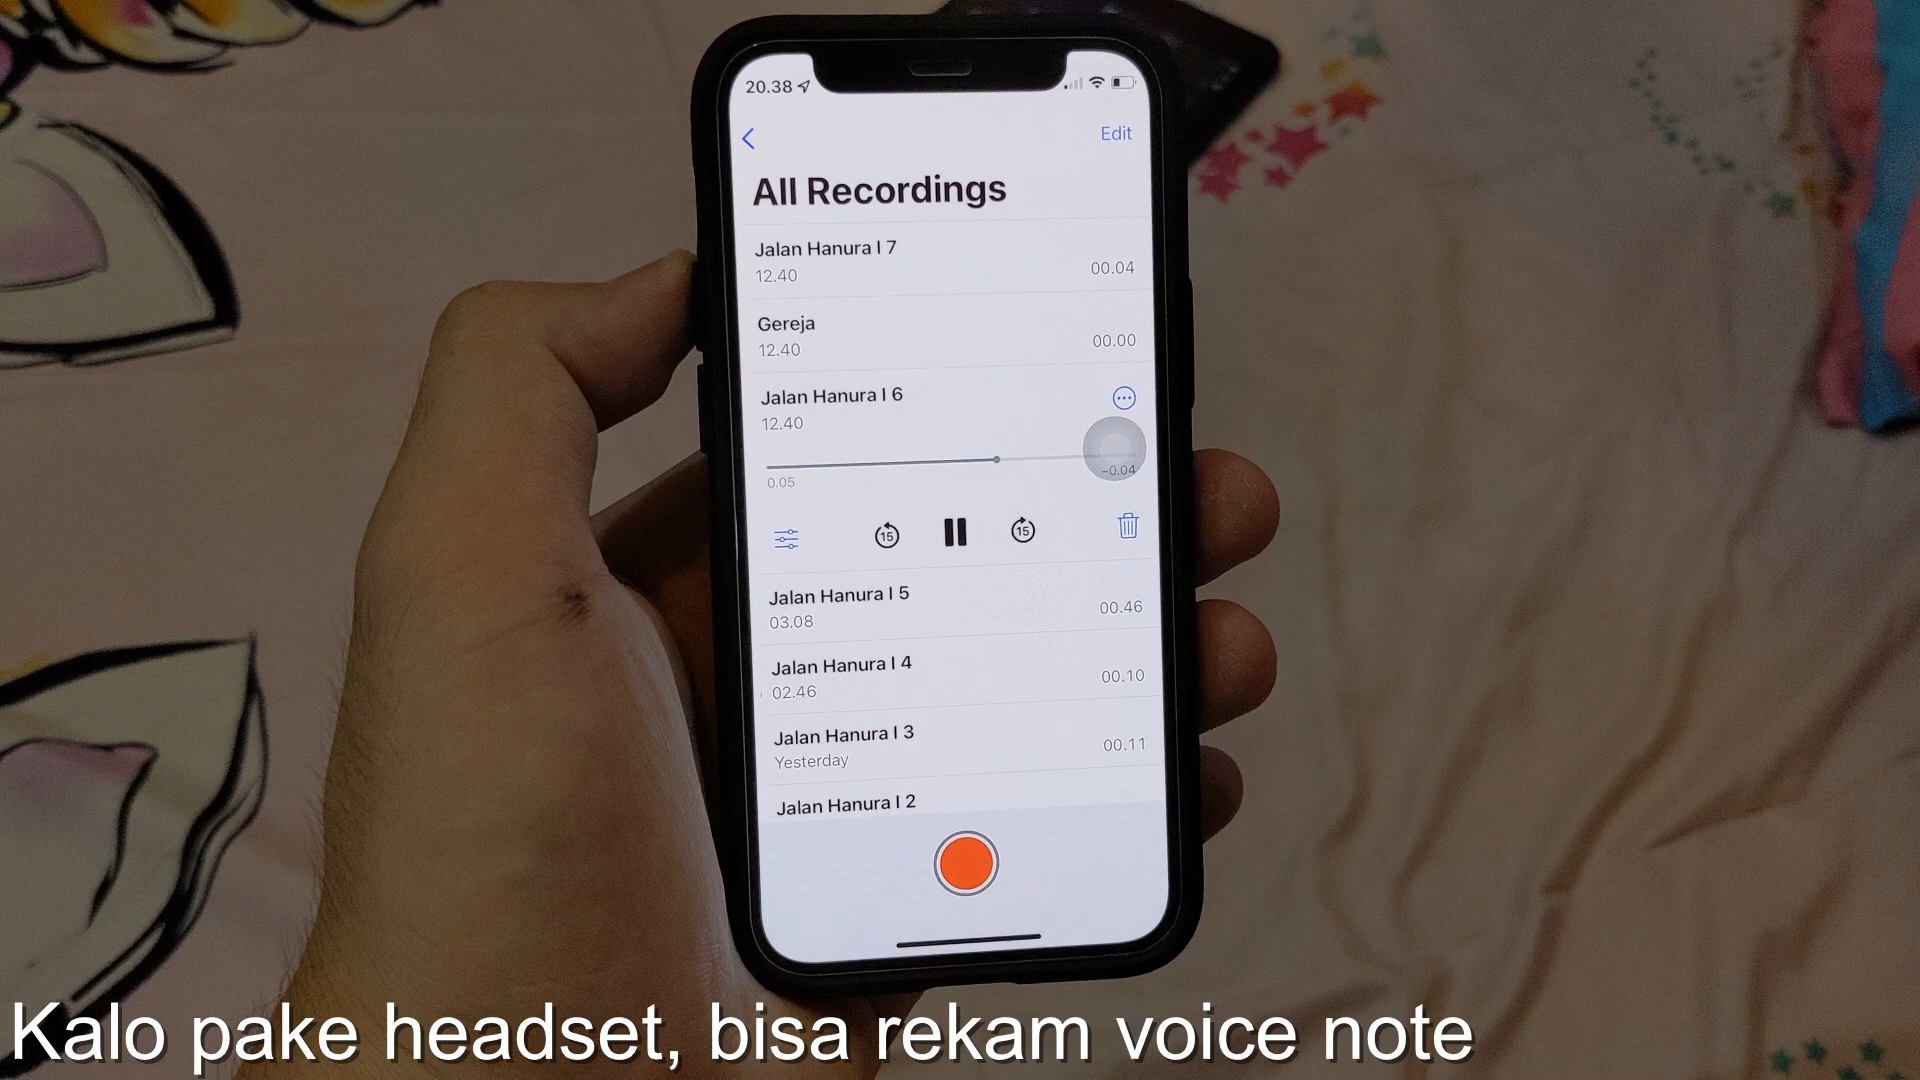 20.38
Edit
All Recordings
Jalan Hanura I 7
12.40
00.04
Gereja
12.40
00.00
Jalan Hanura I 6
12.40
0.05
-0.04
15
15
Jalan Hanura I 5
03.08
00.46
Jalan Hanura I 4
02.46
00.10
Jalan Hanura I 3
Yesterday
00.11
Jalan Hanura I 2
Kalo pake headset, bisa rekam voice note